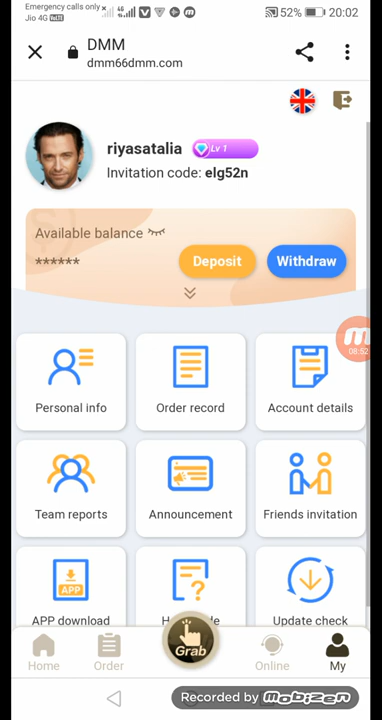 Emergency calls only
Jio 4G VoLTE
52% 20:02
DMM
dmm66dmm.com
riyasatalia Lv 1
Invitation code: elg52n
Available balance
******
Deposit Withdraw
08:52
Personal info Order record Account details
Team reports Announcement Friends invitation
APP
APP download Update check
Grab
Home Order Online My
Recorded by Mobizen